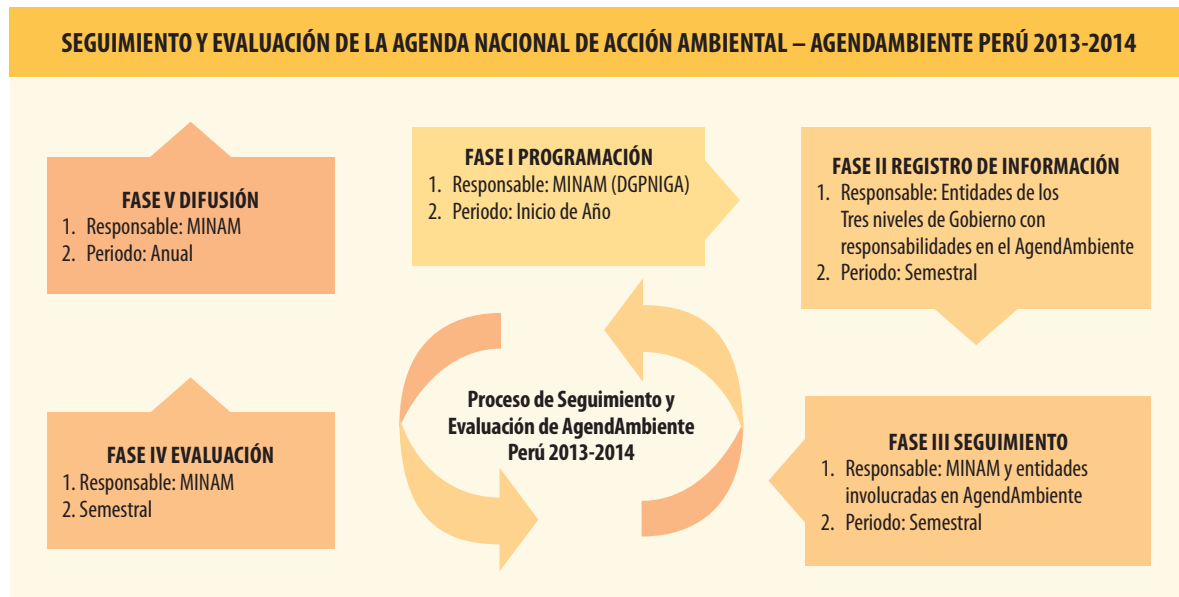 SEGUIMIENTO Y EVALUACIÓN DE LA AGENDA NACIONAL DE ACCIÓN AMBIENTAL – AGENDAMBIENTE PERÚ 2013-2014
FASE I PROGRAMACIÓN
1. Responsable: MINAM (DGPNIGA)
2. Periodo: Inicio de Año
FASE II REGISTRO DE INFORMACIÓN
1. Responsable: Entidades de los
Tres niveles de Gobierno con
responsabilidades en el AgendAmbiente
2. Periodo: Semestral
FASE III SEGUIMIENTO
1. Responsable: MINAM y entidades
involucradas en AgendAmbiente
2. Periodo: Semestral
FASE IV EVALUACIÓN
1. Responsable: MINAM
2. Semestral
FASE V DIFUSIÓN
1. Responsable: MINAM
2. Periodo: Anual
Proceso de Seguimiento y
Evaluación de AgendAmbiente
Perú 2013-2014